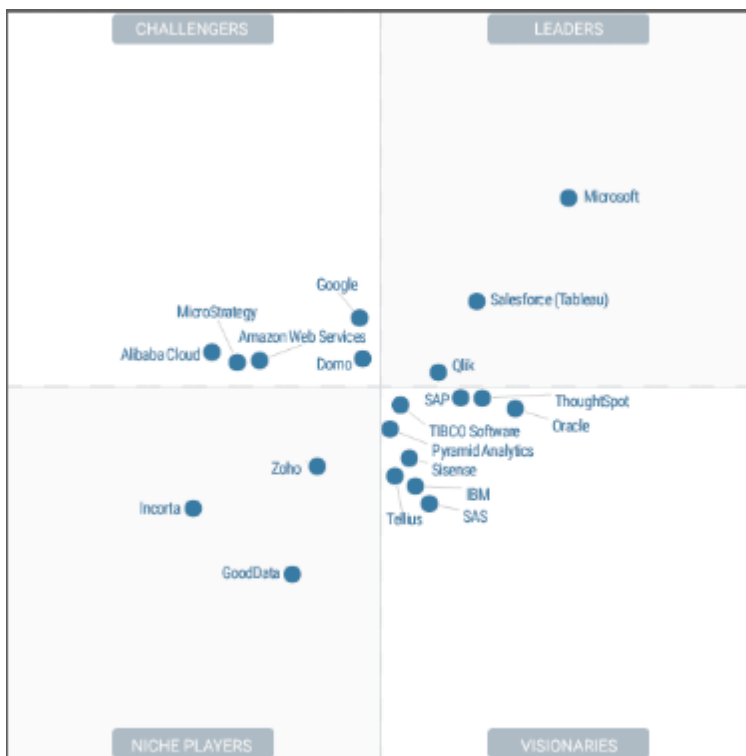 CHALLENGERS
LEADERS
Microsoft
Google
Salesforce (Tableau)
MicroStrategy
Amazon Web Services
Alibaba Cloud
Domo
Qlik
SAP
ThoughtSpot
Oracle
TIBCO Software
Pyramid Analytics
Sisense
Zoho
IBM
Incorta
SAS
Tellius
GoodData
NICHE PLAYERS
VISIONARIES